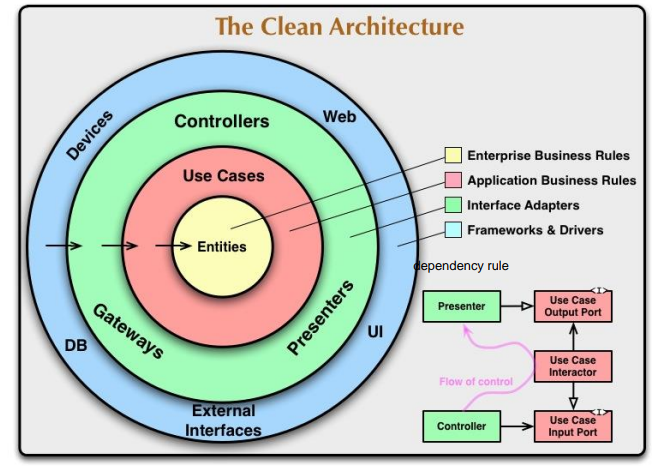 The Clean Architecture
Devices
Web
Controllers
Use Cases
Entities
Gateways
Presenters
DB
UI
External
Interfaces
Enterprise Business Rules
Application Business Rules
Interface Adapters
Frameworks & Drivers
dependency rule
Presenter
<I>
Use Case
Output Port
Use Case
Interactor
Flow of control
Controller
<I>
Use Case
Input Port